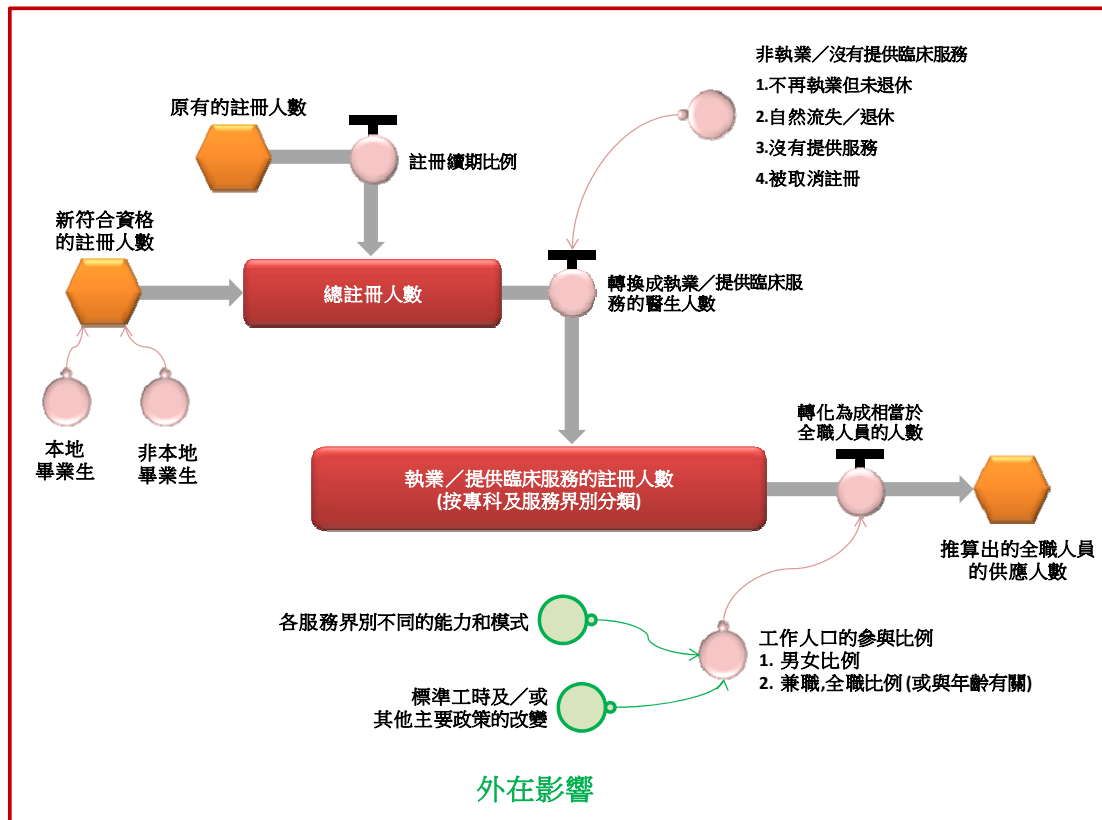 非執業／沒有提供臨床服務
1.不再執業但未退休
2.自然流失／退休
3.沒有提供服務
4.被取消註冊
原有的註冊人數
註冊續期比例
新符合資格
的註冊人數
總註冊人數
轉換成執業／提供臨床服
務的醫生人數
本地
畢業生
非本地
畢業生
轉化為成相當於
全職人員的人數
執業／提供臨床服務的註冊人數
(按專科及服務界別分類)
推算出的全職人員
的供應人數
各服務界別不同的能力和模式
工作人口的參與比例
1. 男女比例
2. 兼職,全職比例 (或與年齡有關)
標準工時及／或
其他主要政策的改變
外在影響